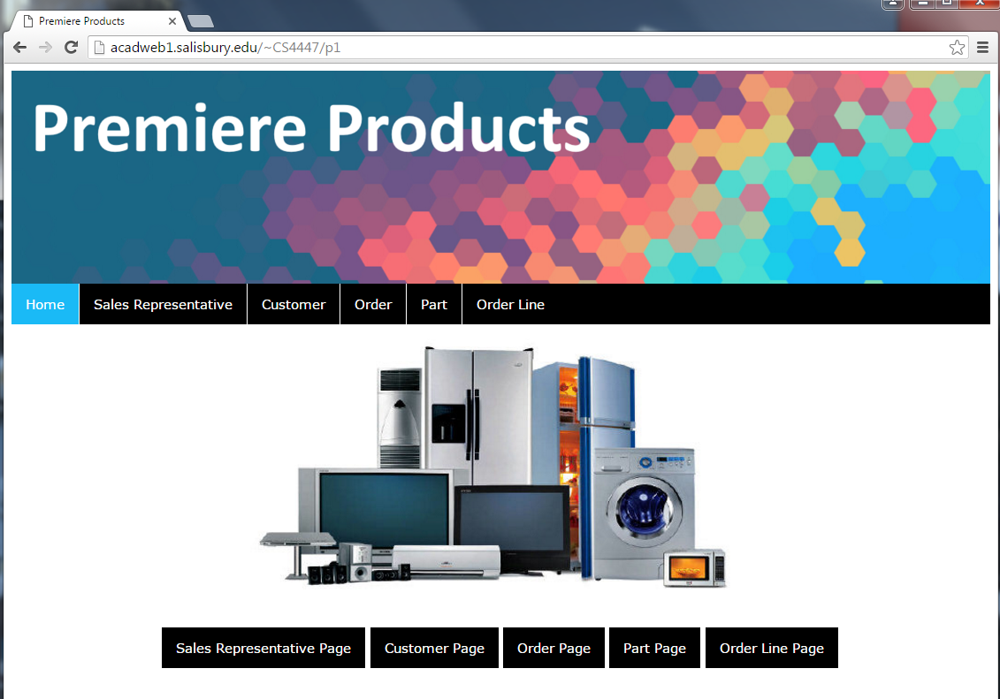 Premiere Products
acadweb1.salisbury.edu/~CS4447/p1
Premiere Products
Home Sales Representative Customer Order Part Order Line
Sales Representative Page Customer Page Order Page Part Page Order Line Page